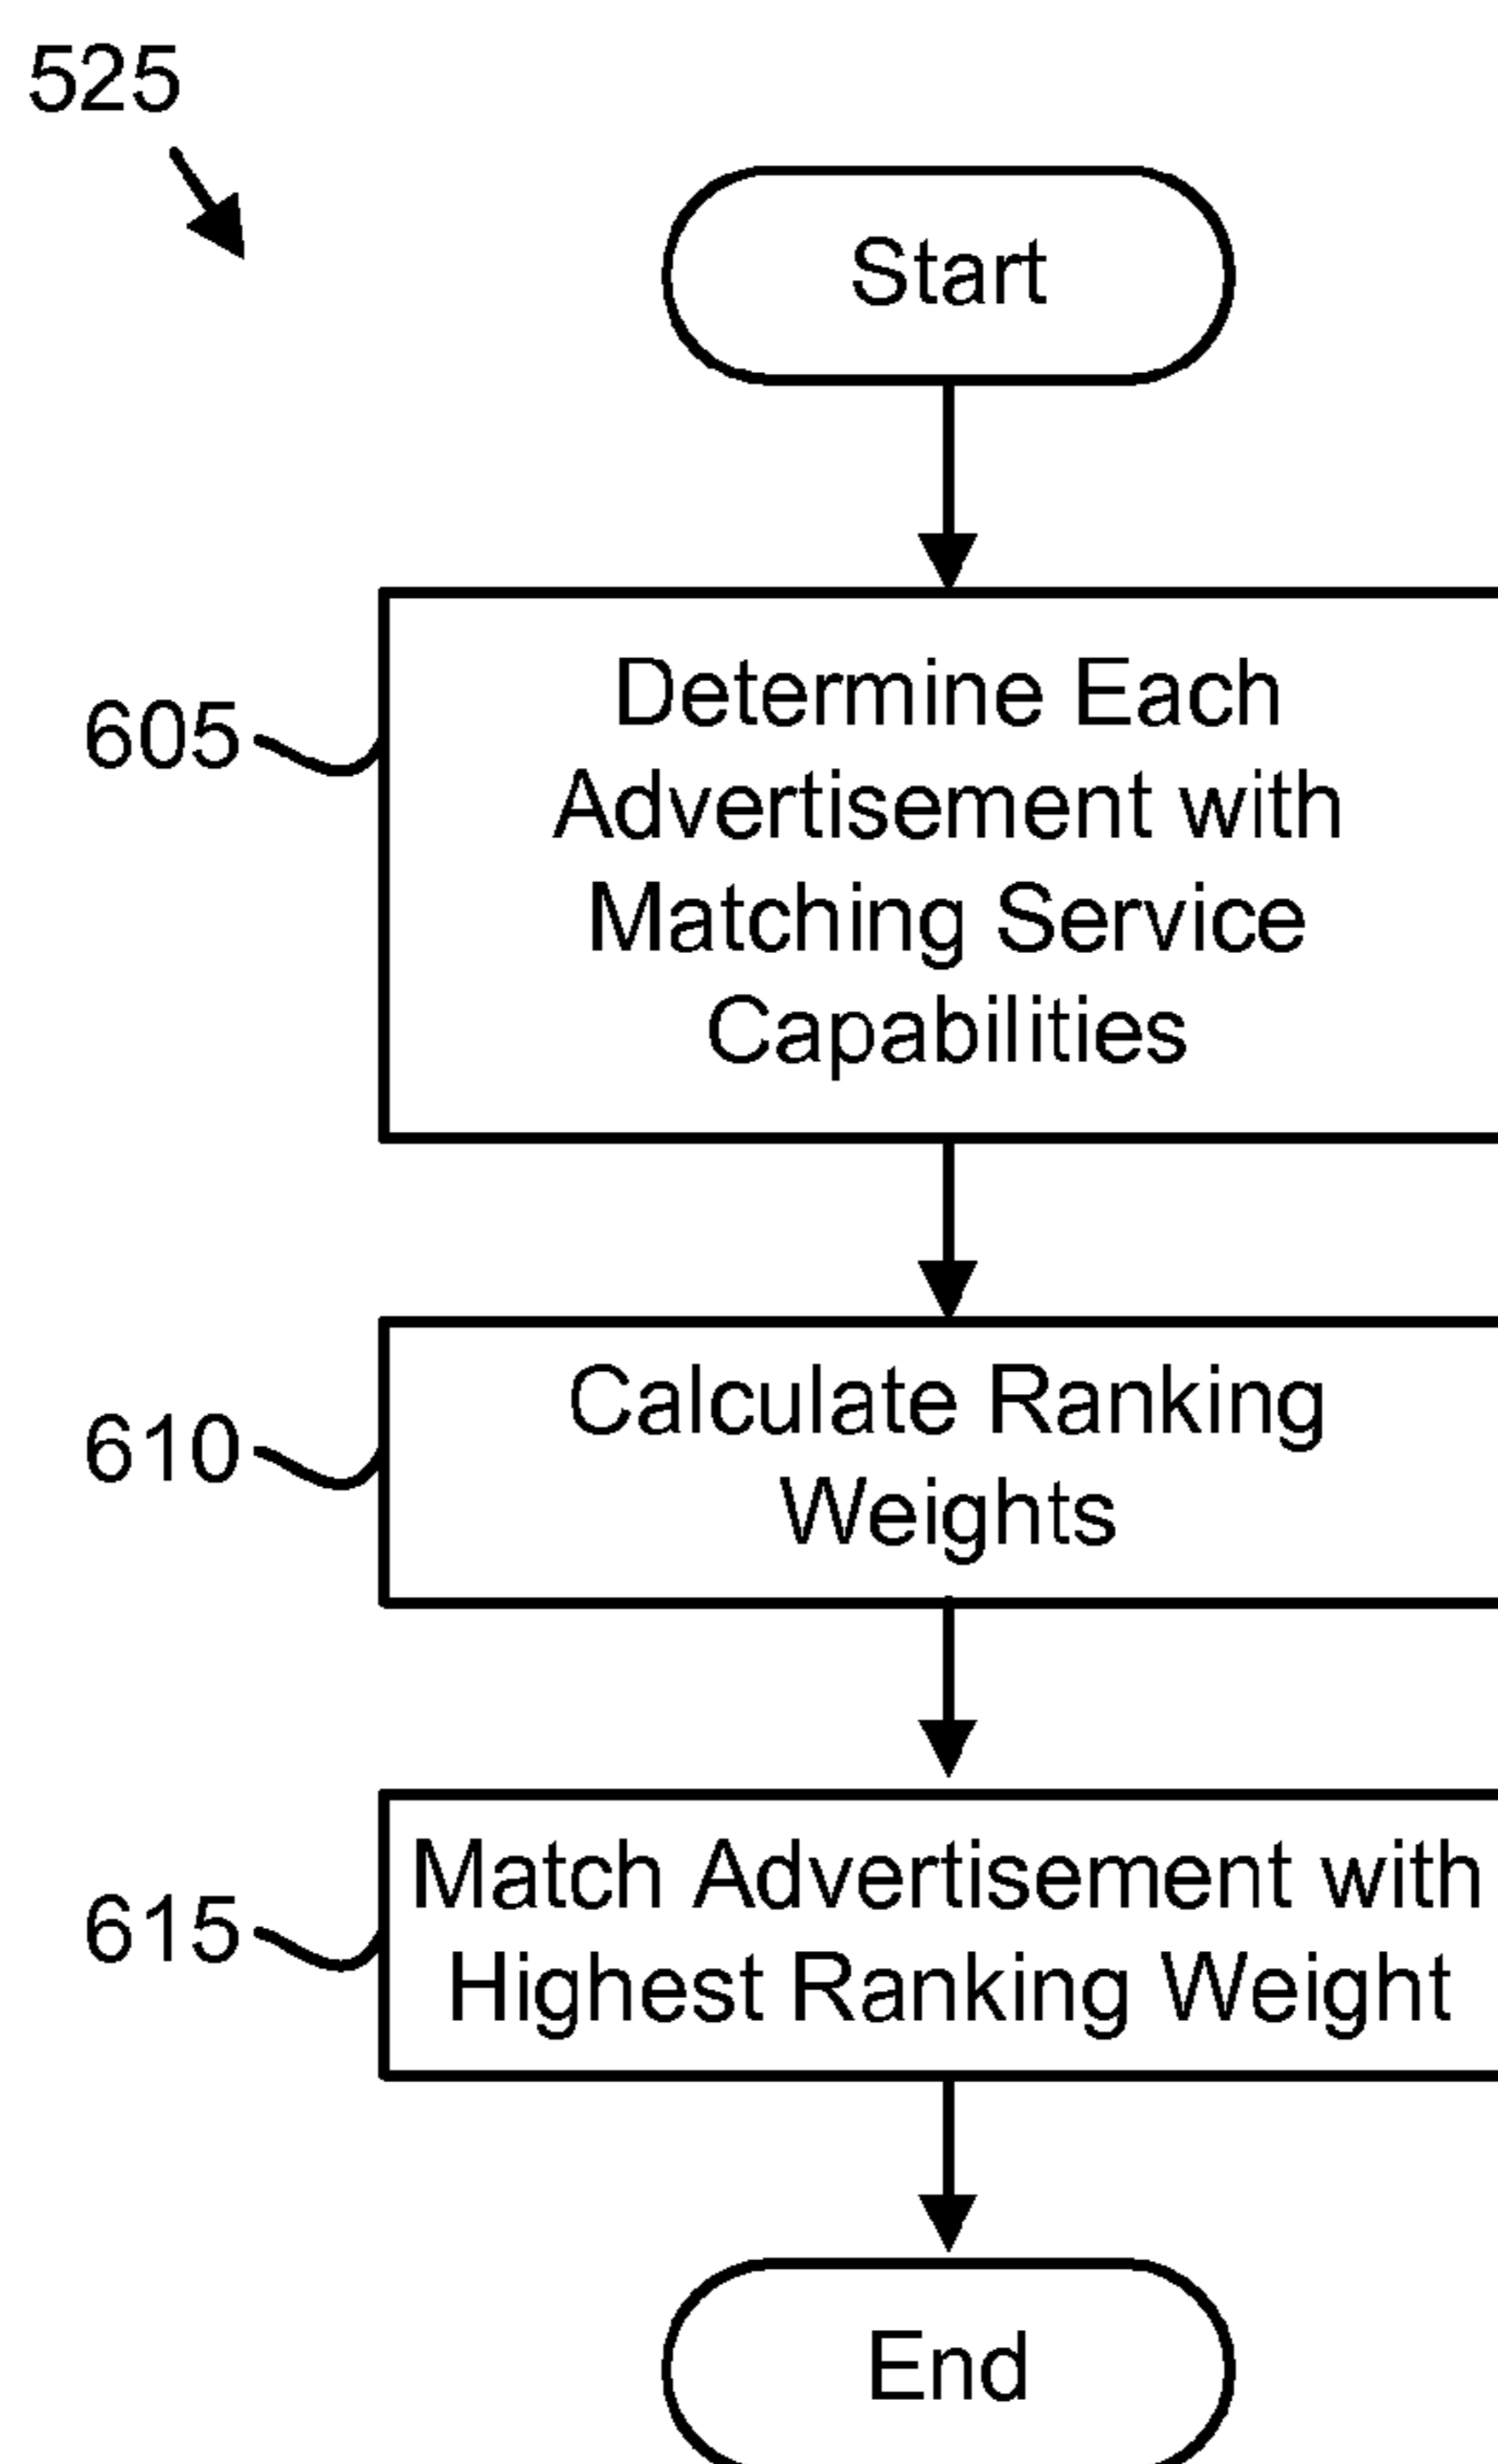 525
Start
605
Determine Each
Advertisement with
Matching Service
Capabilities
610
Calculate Ranking
Weights
615
Match Advertisement with
Highest Ranking Weight
End